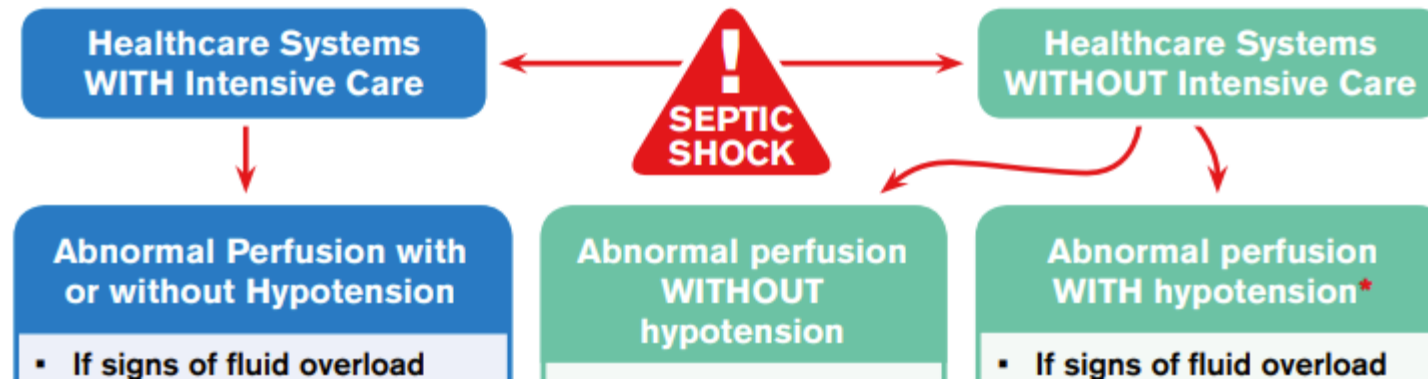 Healthcare Systems
WITH Intensive Care
!
SEPTIC
SHOCK
Healthcare Systems
WITHOUT Intensive Care
Abnormal Perfusion with
or without Hypotension
▪ If signs of fluid overload
Abnormal perfusion
WITHOUT
hypotension
Abnormal perfusion
WITH hypotension*
▪ If signs of fluid overload